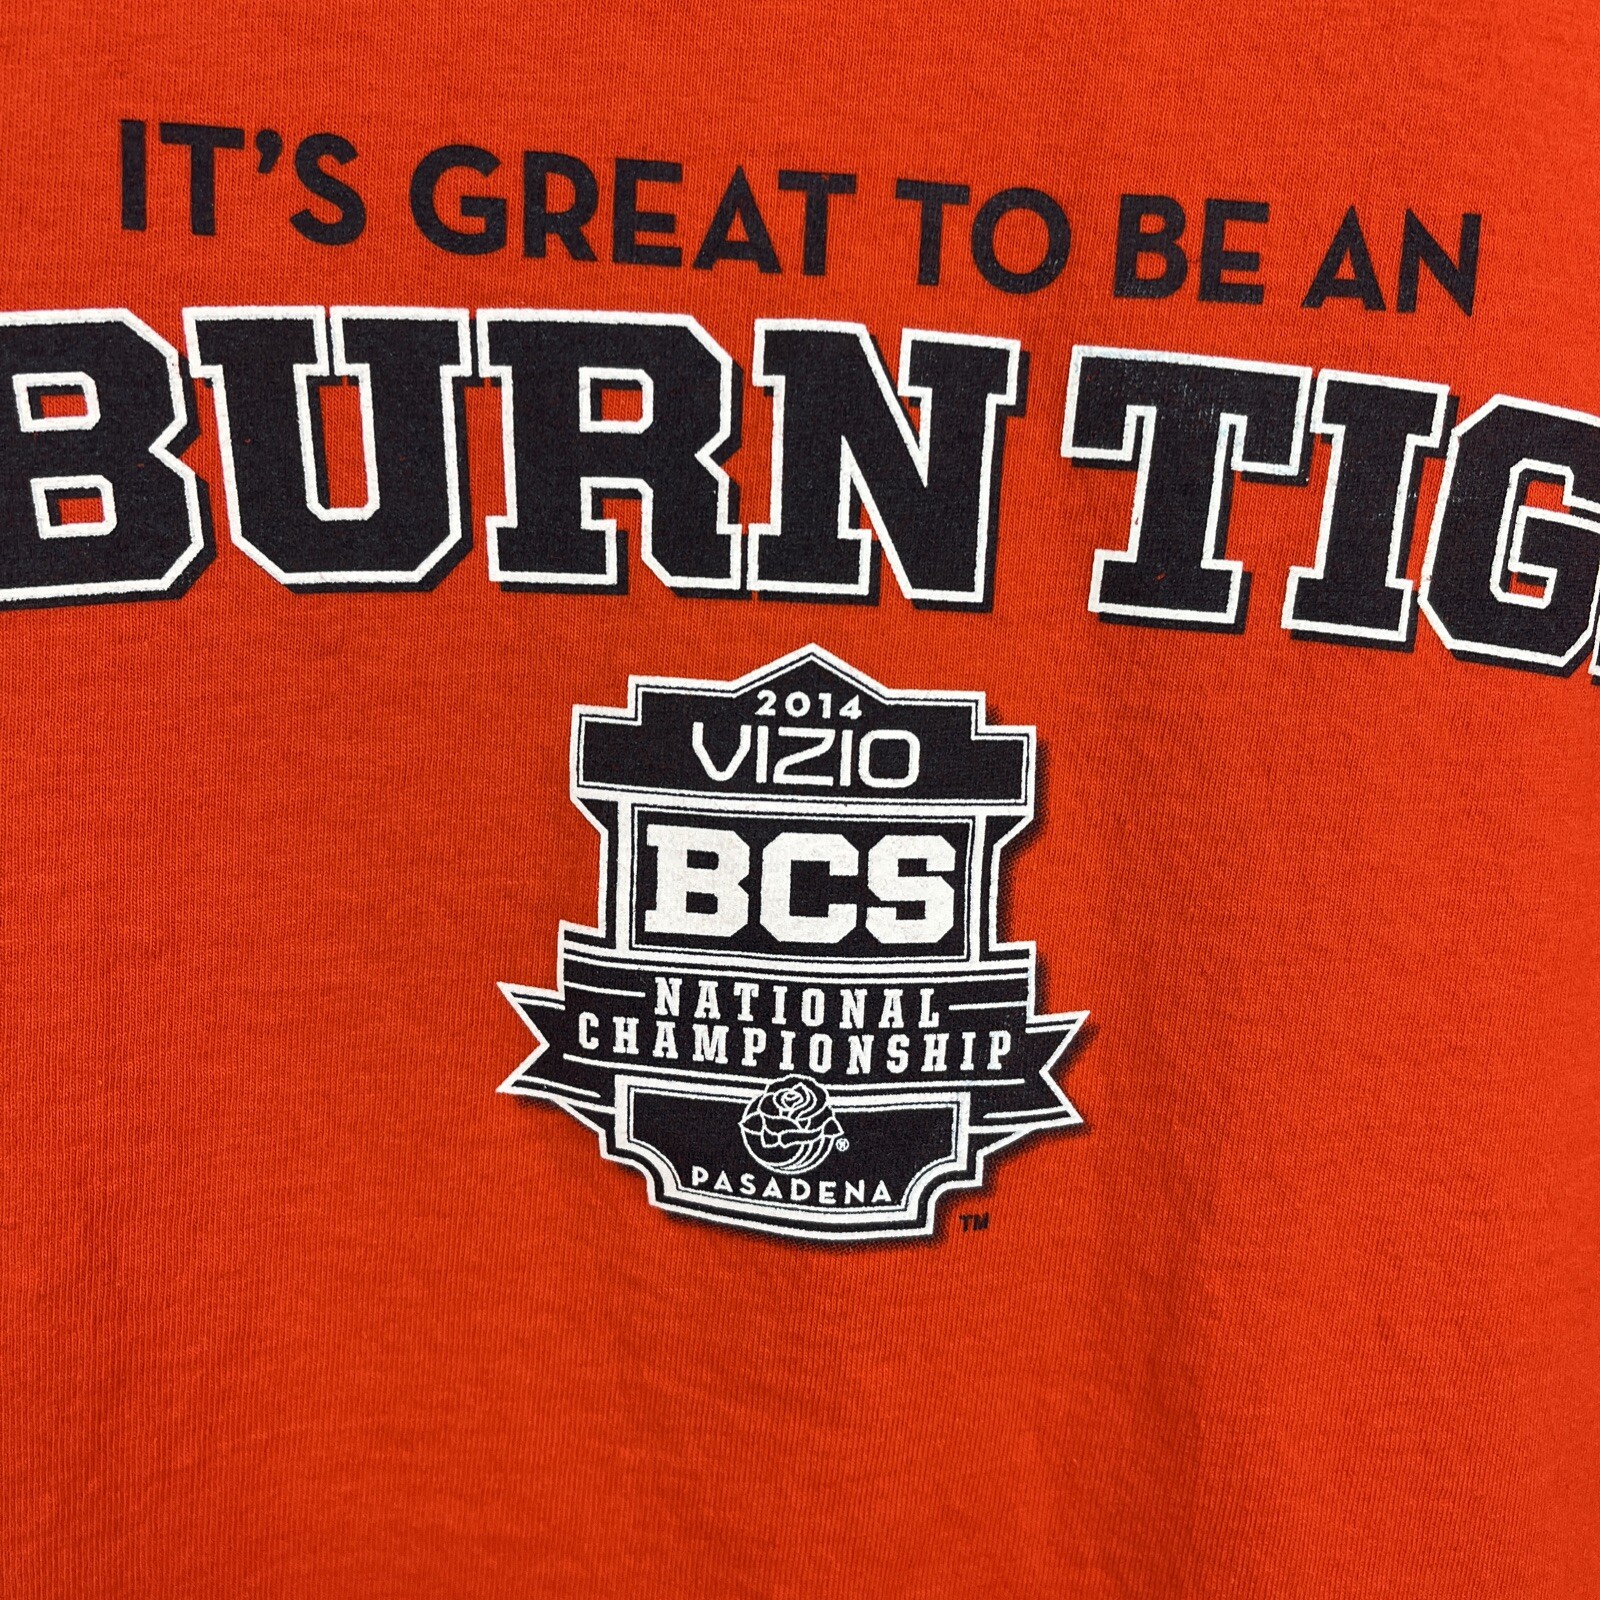 IT'S GREAT TO BE AN
BURN TIG
2014
VIZIO
BCS
NATIONAL
CHAMPIONSHIP
®
PASADENA
TM